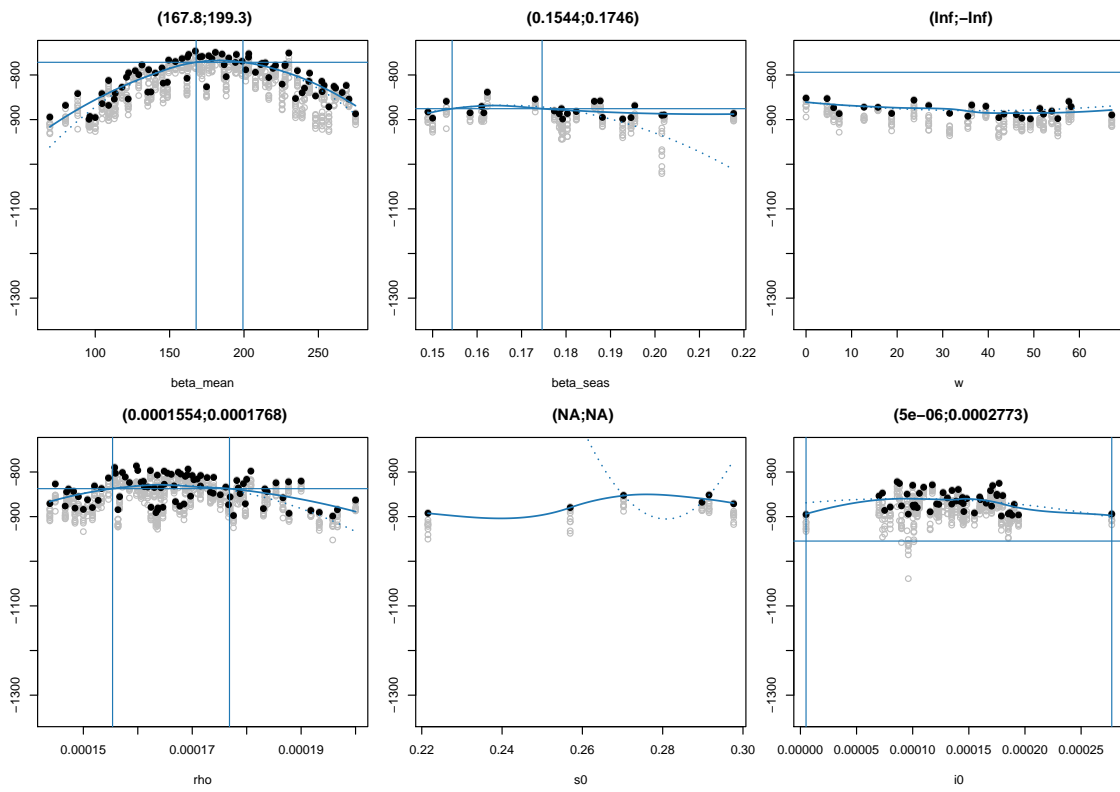 (167.8;199.3)
−800
−900
−1100
−1300
100 150 200 250
beta_mean
(0.1544;0.1746)
−800
−900
−1100
−1300
0.15 0.16 0.17 0.18 0.19 0.20 0.21 0.22
beta_seas
(Inf;−Inf)
−800
−900
−1100
−1300
0 10 20 30 40 50 60
w
(0.0001554;0.0001768)
−800
−900
−1100
−1300
0.00015 0.00017 0.00019
rho
(NA;NA)
−800
−900
−1100
−1300
0.22 0.24 0.26 0.28 0.30
s0
(5e−06;0.0002773)
−800
−900
−1100
−1300
0.00000 0.00005 0.00010 0.00015 0.00020 0.00025
i0